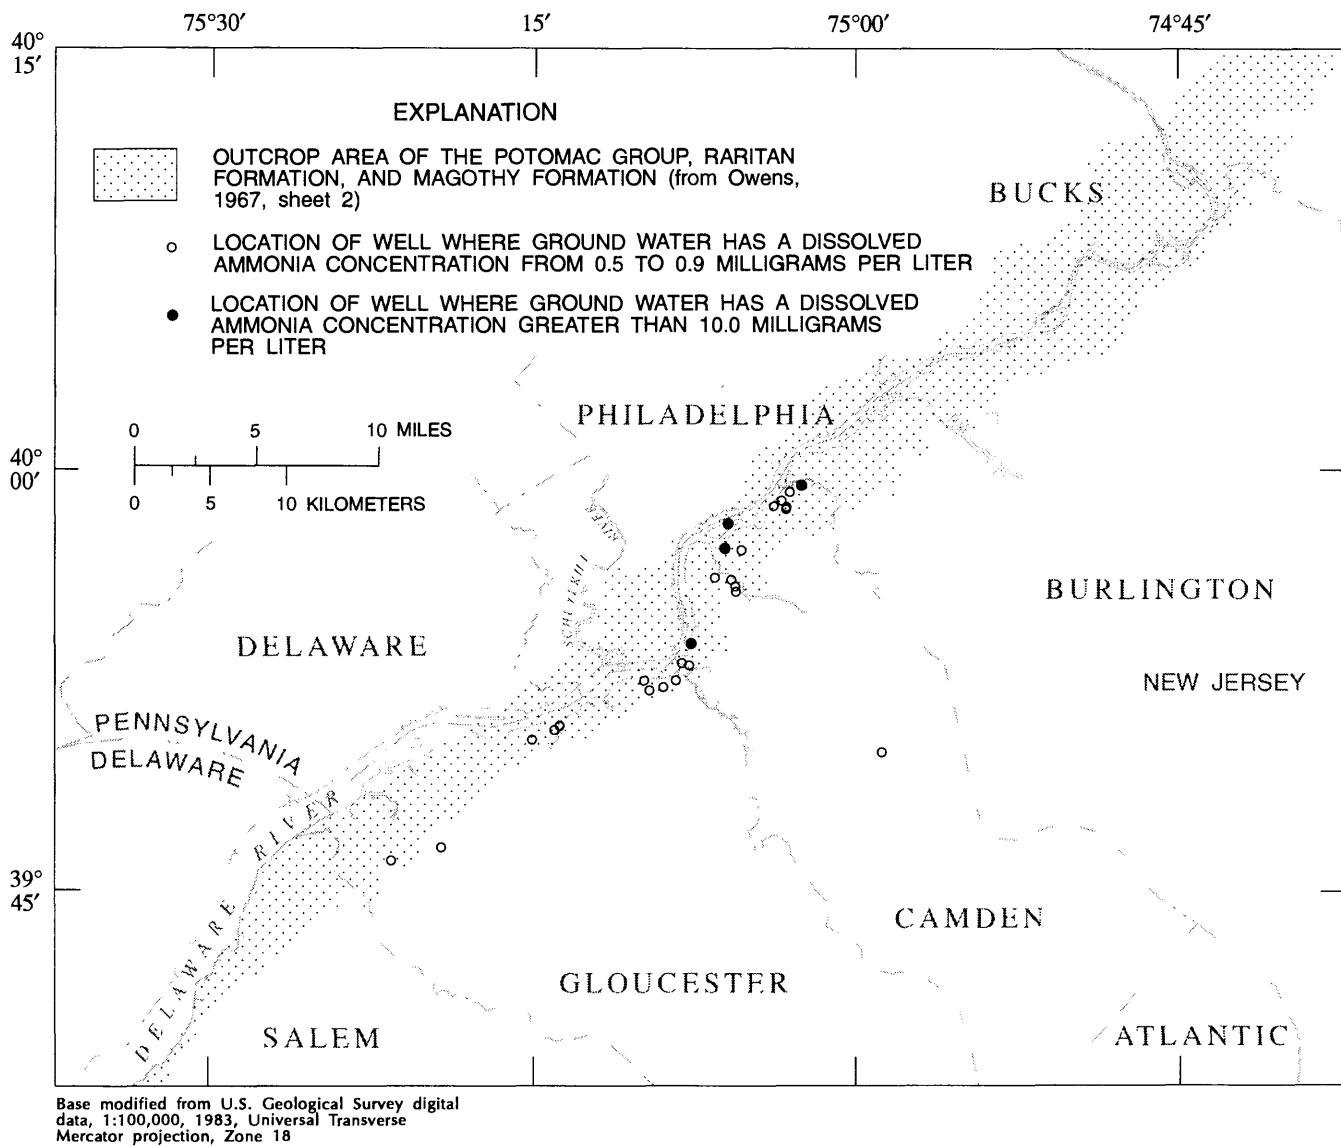 75°30′ 15′ 75°00′ 74°45′
40°
15′
EXPLANATION
OUTCROP AREA OF THE POTOMAC GROUP, RARITAN
FORMATION, AND MAGOTHY FORMATION (from Owens,
1967, sheet 2)
LOCATION OF WELL WHERE GROUND WATER HAS A DISSOLVED
AMMONIA CONCENTRATION FROM 0.5 TO 0.9 MILLIGRAMS PER LITER
LOCATION OF WELL WHERE GROUND WATER HAS A DISSOLVED
AMMONIA CONCENTRATION GREATER THAN 10.0 MILLIGRAMS
PER LITER
BUCKS
PHILADELPHIA
0 5 10 MILES
0 5 10 KILOMETERS
40°
00′
SCHUYLKILL
RIVER
BURLINGTON
DELAWARE
NEW JERSEY
PENNSYLVANIA
DELAWARE
DELAWARE RIVER
39°
45′
CAMDEN
GLOUCESTER
SALEM
ATLANTIC
Base modified from U.S. Geological Survey digital
data, 1:100,000, 1983, Universal Transverse
Mercator projection, Zone 18